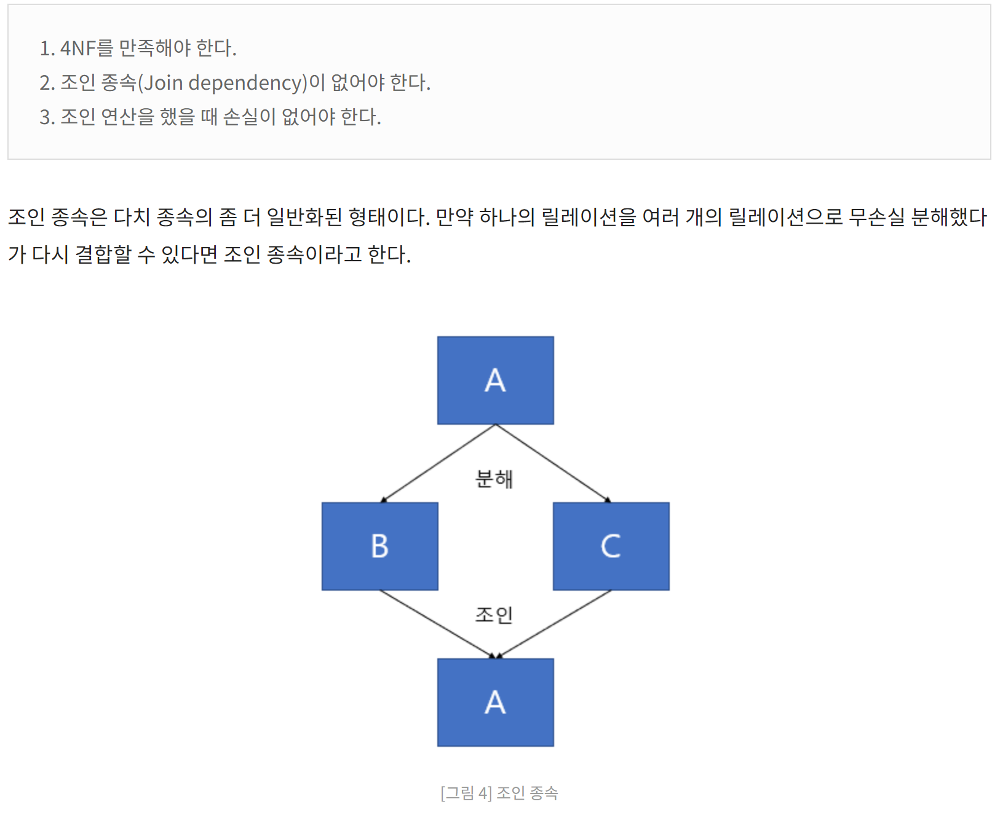 1. 4NF를 만족해야 한다.
2. 조인 종속(Join dependency)이 없어야 한다.
3. 조인 연산을 했을 때 손실이 없어야 한다.
조인 종속은 다치 종속의 좀 더 일반화된 형태이다. 만약 하나의 릴레이션을 여러 개의 릴레이션으로 무손실 분해했다
가 다시 결합할 수 있다면 조인 종속이라고 한다.
A
분해
B
C
조인
A
[그림 4] 조인 종속